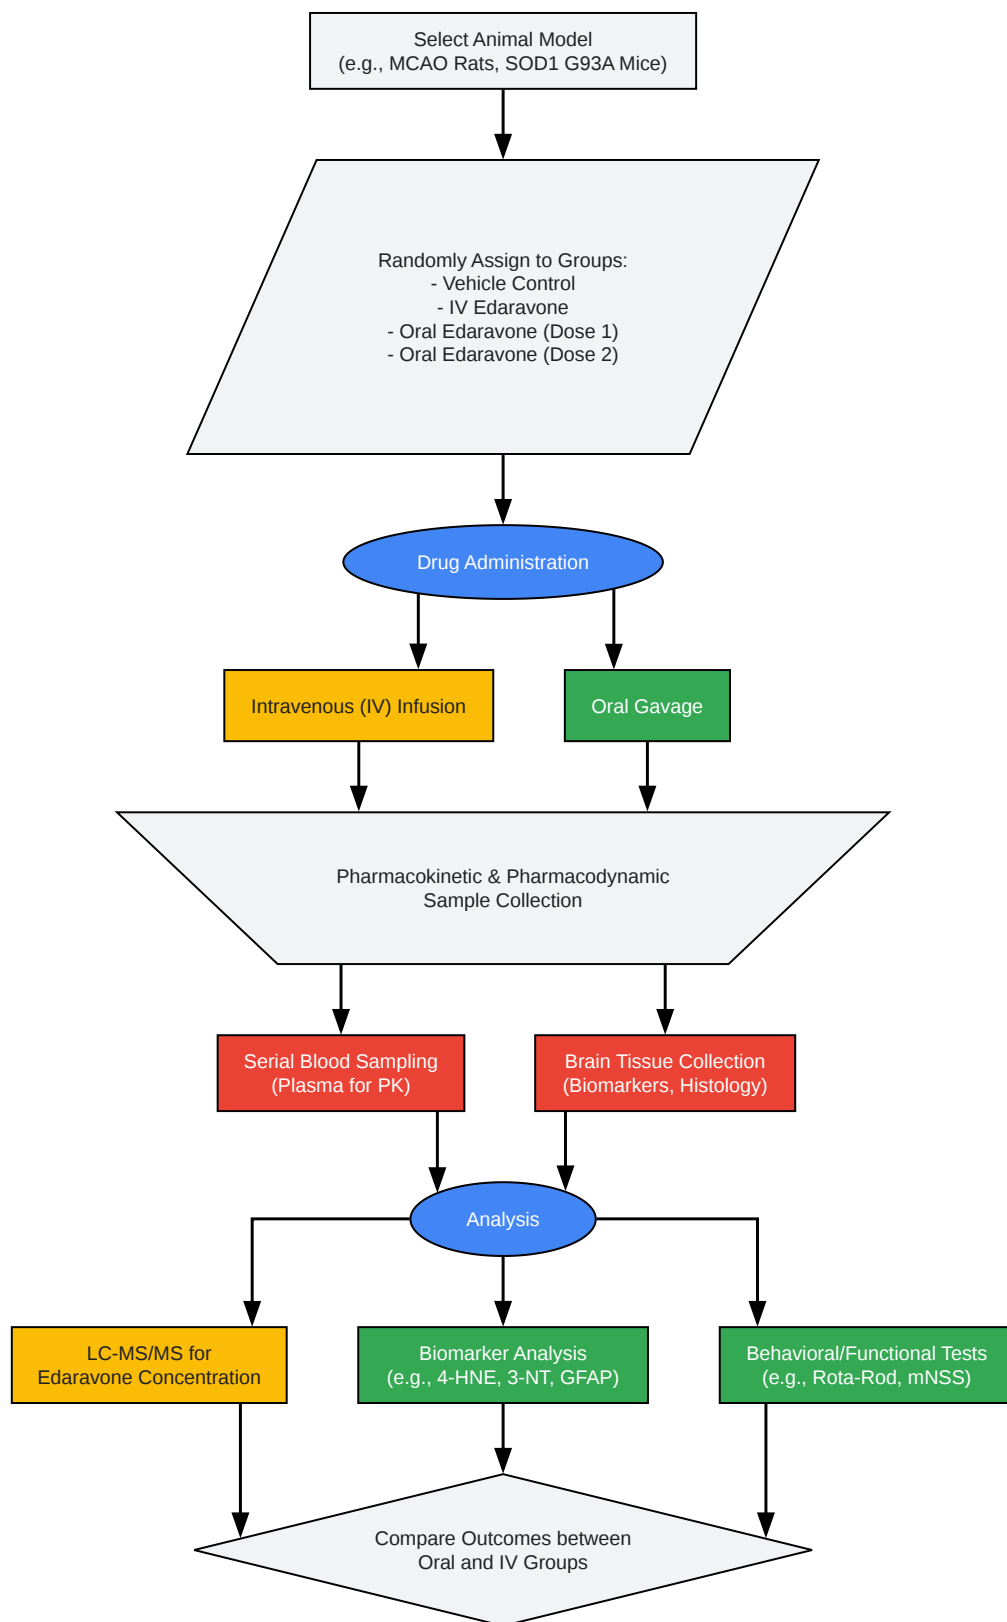 Select Animal Model
(e.g., MCAO Rats, SOD1 G93A Mice)
Randomly Assign to Groups:
- Vehicle Control
- IV Edaravone
- Oral Edaravone (Dose 1)
- Oral Edaravone (Dose 2)
Drug Administration
Intravenous (IV) Infusion
Oral Gavage
Pharmacokinetic & Pharmacodynamic
Sample Collection
Serial Blood Sampling
(Plasma for PK)
Brain Tissue Collection
(Biomarkers, Histology)
Analysis
LC-MS/MS for
Edaravone Concentration
Biomarker Analysis
(e.g., 4-HNE, 3-NT, GFAP)
Behavioral/Functional Tests
(e.g., Rota-Rod, mNSS)
Compare Outcomes between
Oral and IV Groups